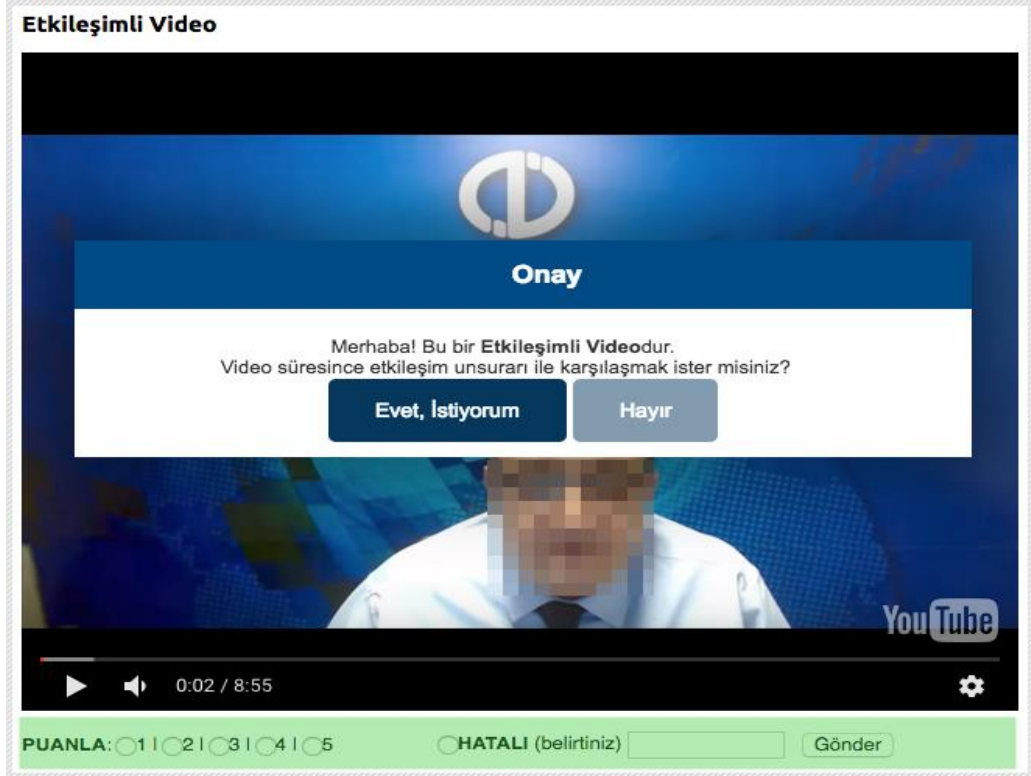 Etkileşimli Video
Onay
Merhaba! Bu bir Etkileşimli Videodur.
Video süresince etkileşim unsurarı ile karşılaşmak ister misiniz?
Evet, İstiyorum Hayır
YouTube
0:02 / 8:55
PUANLA: 1 | 2 | 3 | 4 | 5 HATALI (belirtiniz) Gönder